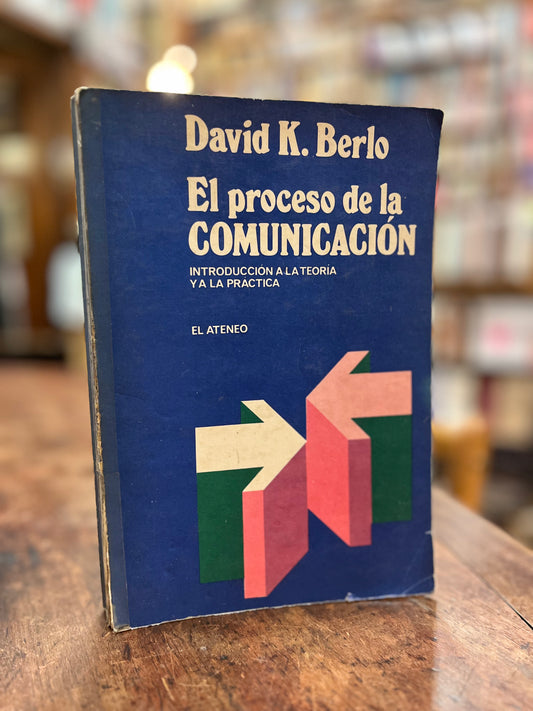 David K. Berlo
El proceso de la
COMUNICACIÓN
INTRODUCCIÓN A LA TEORÍA
Y A LA PRÁCTICA
EL ATENEO